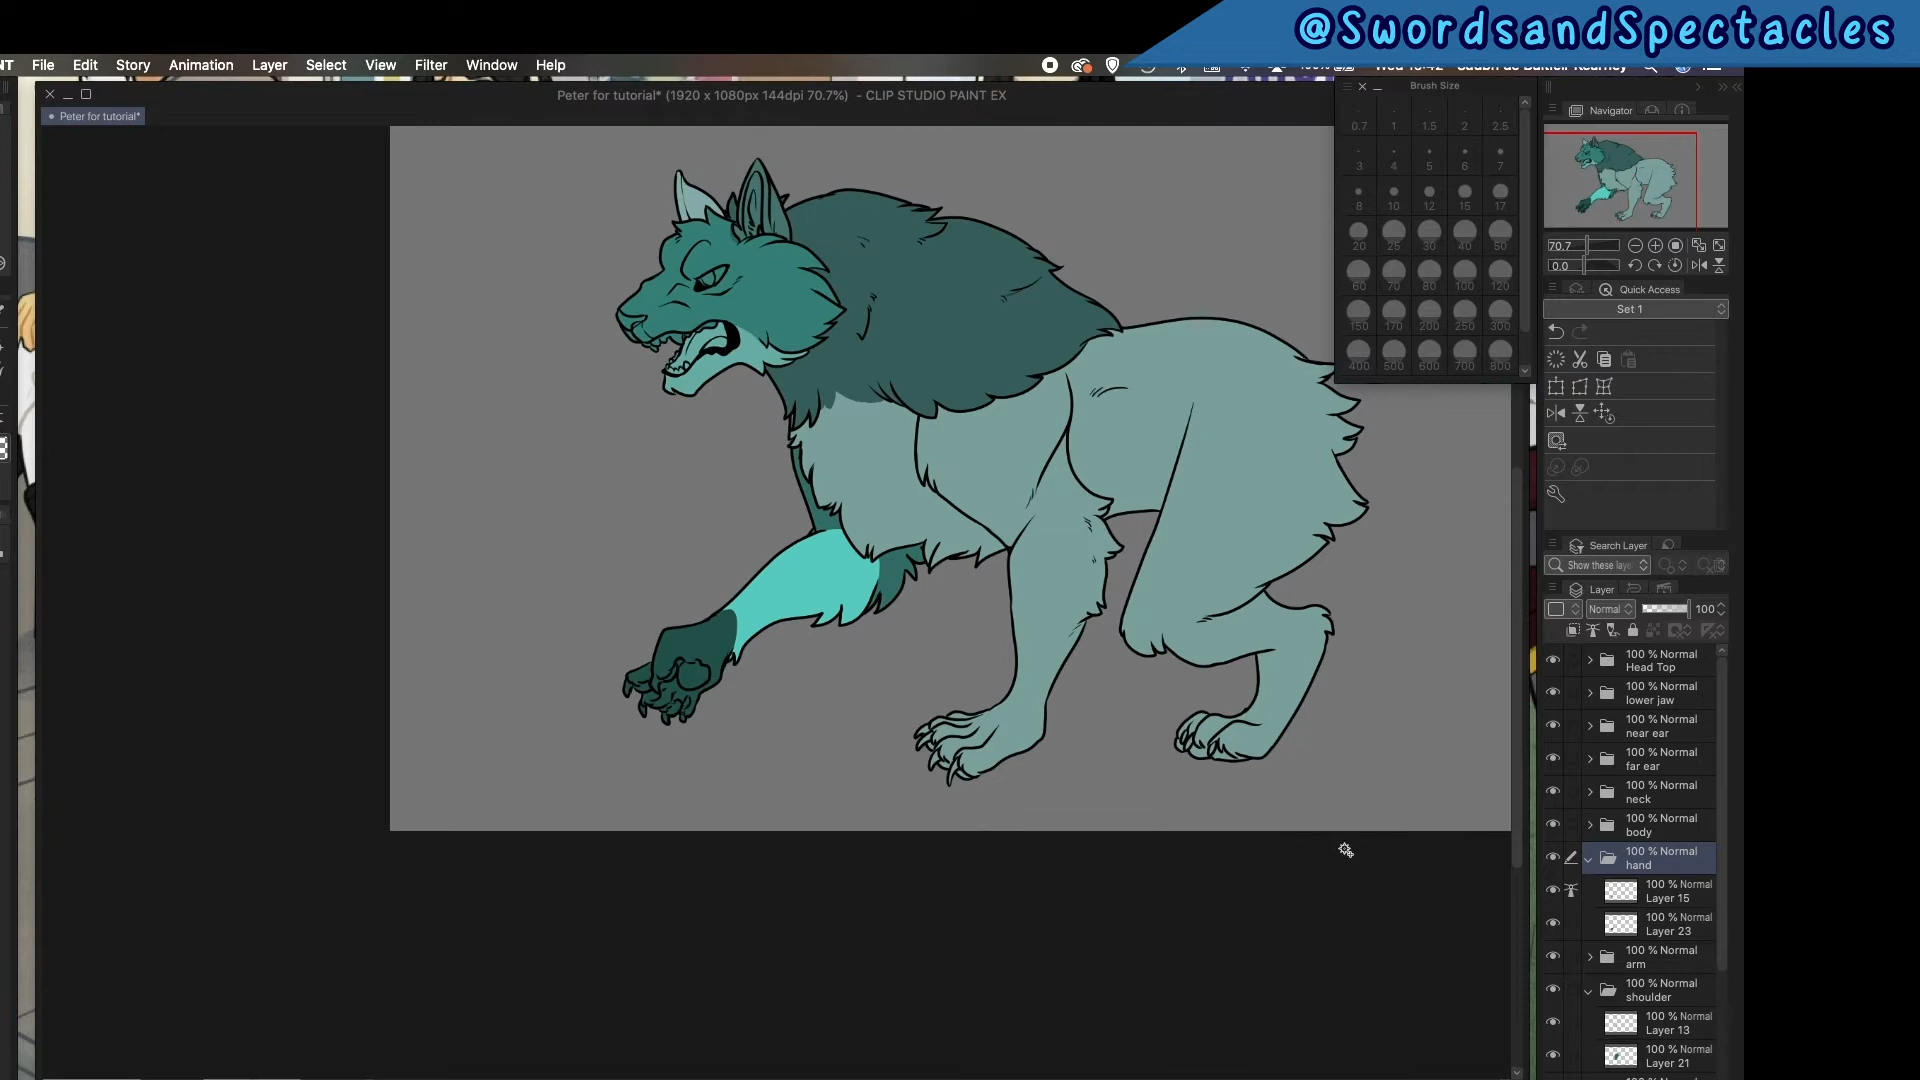 @SwordsandSpectacles
NT File Edit Story Animation Layer Select View Filter Window Help
Peter for tutorial* (1920 x 1080px 144dpi 70.7%) - CLIP STUDIO PAINT EX
Peter for tutorial*
Brush Size
0.7 1 1.5 2 2.5
3 4 5 6 7
8 10 12 15 17
20 25 30 40 50
60 70 80 100 120
150 170 200 250 300
400 500 600 700 800
Navigator
70.7
0.0
Quick Access
Set 1
Search Layer
Show these laye
Layer
Normal 100
100 % Normal
Head Top
100 % Normal
lower jaw
100 % Normal
near ear
100 % Normal
far ear
100 % Normal
neck
100 % Normal
body
100 % Normal
hand
100 % Normal
Layer 15
100 % Normal
Layer 23
100 % Normal
arm
100 % Normal
shoulder
100 % Normal
Layer 13
100 % Normal
Layer 21